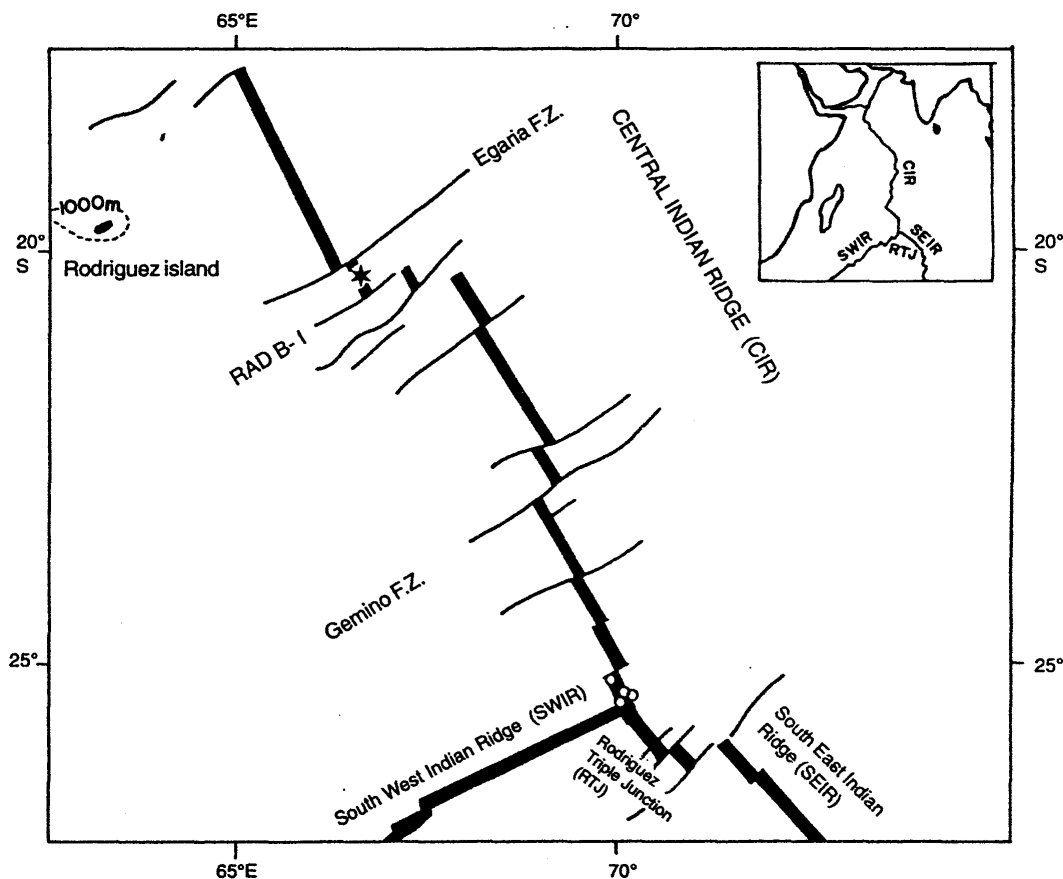 65°E
70°
Egaria F.Z.
CENTRAL INDIAN RIDGE (CIR)
CIR
SWIR
SEIR
RTJ
1000m
20°
S
20°
S
Rodriguez island
RAD B-I
Gemino F.Z.
25°
25°
South West Indian Ridge (SWIR)
Rodriguez
Triple Junction
(RTJ)
South East Indian
Ridge (SEIR)
65°E
70°